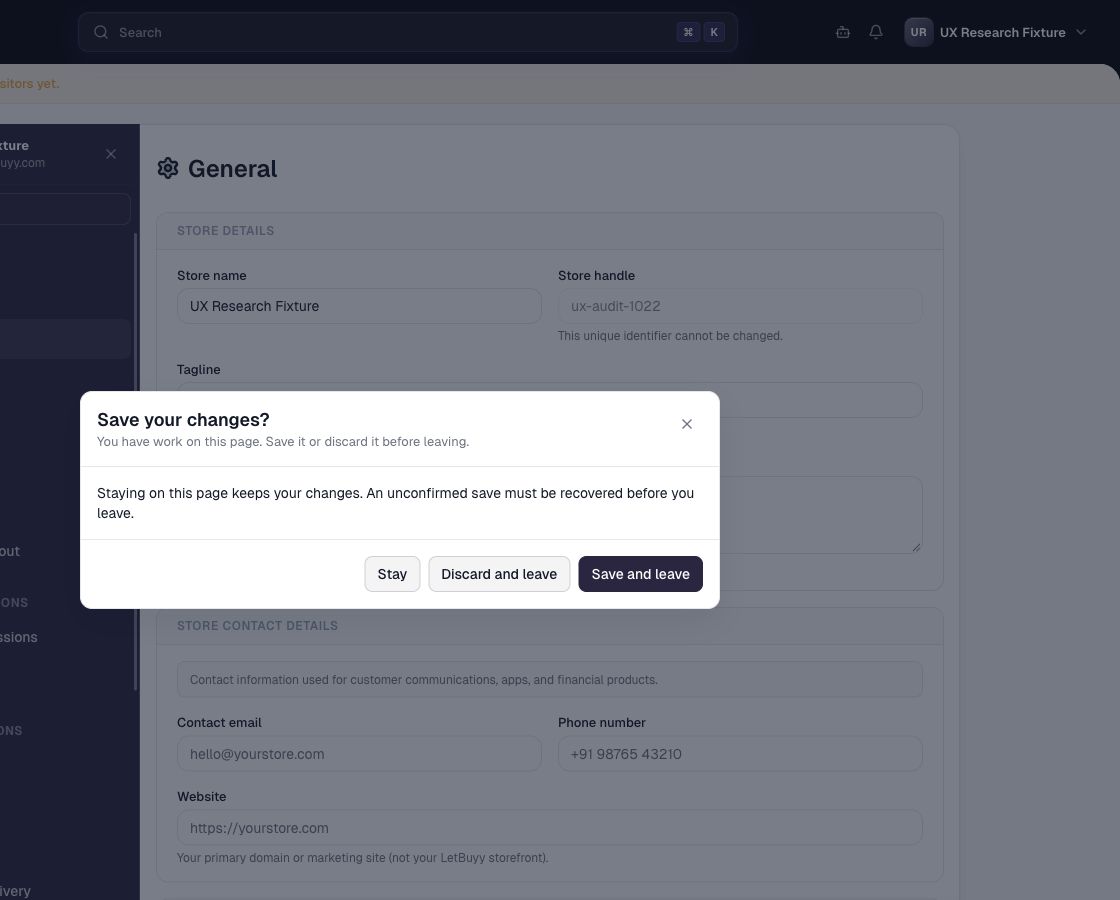 Search
⌘ K
UR UX Research Fixture
sitors yet.
xture
uyy.com
General
STORE DETAILS
Store name
Store handle
UX Research Fixture
ux-audit-1022
This unique identifier cannot be changed.
Tagline
Save your changes?
You have work on this page. Save it or discard it before leaving.
Staying on this page keeps your changes. An unconfirmed save must be recovered before you
leave.
Stay
Discard and leave
Save and leave
out
IONS
ssions
ONS
ivery
STORE CONTACT DETAILS
Contact information used for customer communications, apps, and financial products.
Contact email
Phone number
hello@yourstore.com
+91 98765 43210
Website
https://yourstore.com
Your primary domain or marketing site (not your LetBuyy storefront).